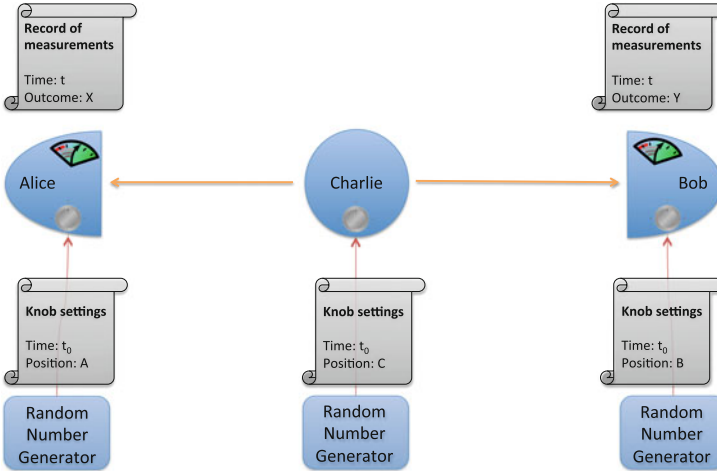 Record of
measurements
Time: t
Outcome: X
Record of
measurements
Time: t
Outcome: Y
Alice
Charlie
Bob
Knob settings
Time: t₀
Position: A
Knob settings
Time: t₀
Position: C
Knob settings
Time: t₀
Position: B
Random
Number
Generator
Random
Number
Generator
Random
Number
Generator